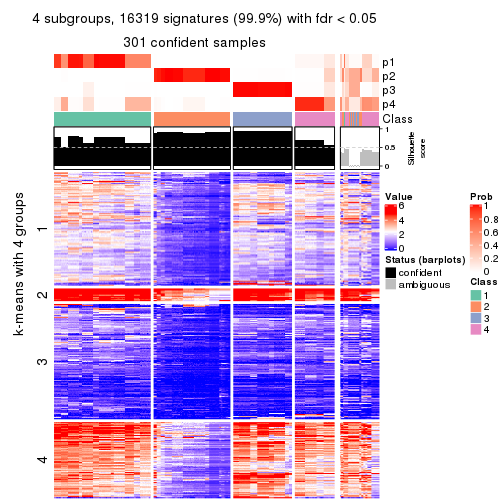 4 subgroups, 16319 signatures (99.9%) with fdr < 0.05
301 confident samples
p1
p2
p3
p4
Class
1
0.5
0
Silhouette
score
k-means with 4 groups
1
2
3
4
Value
6
4
2
0
Status (barplots)
confident
ambiguous
Prob
1
0.8
0.6
0.4
0.2
0
Class
1
2
3
4